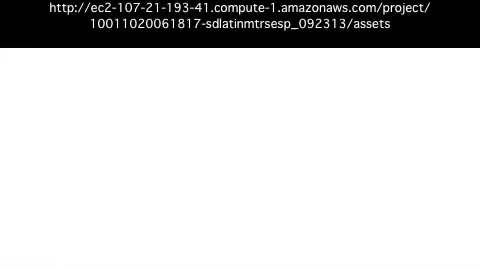 http://ec2-107-21-193-41.compute-1.amazonaws.com/project/
10011020061817-sdlatinmtrsesp_092313/assets